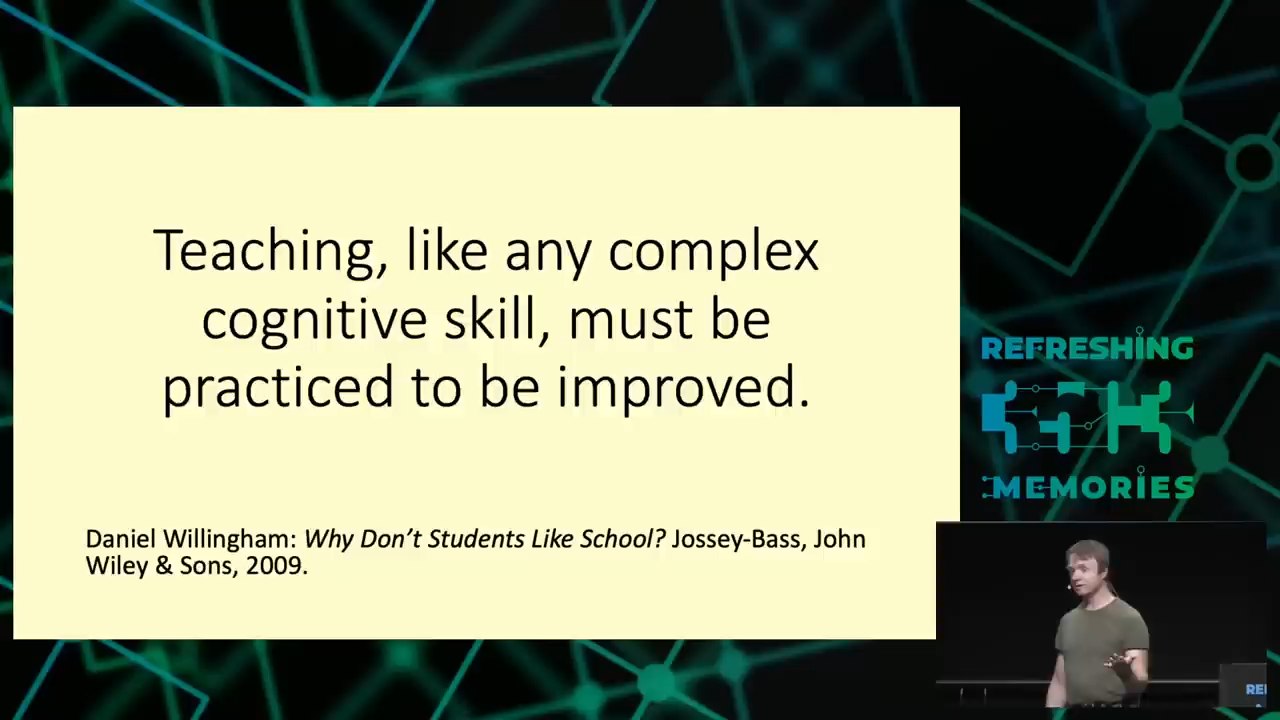 Teaching, like any complex
cognitive skill, must be
practiced to be improved.
Daniel Willingham: Why Don’t Students Like School? Jossey-Bass, John
Wiley & Sons, 2009.
REFRESHING
MEMORIES